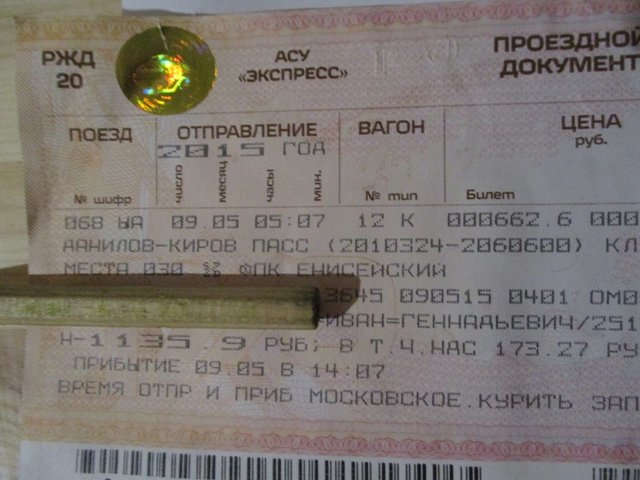 РЖД
20
АСУ
«ЭКСПРЕСС»
ПРОЕЗДНОЙ
ДОКУМЕНТ
ПОЕЗД
ОТПРАВЛЕНИЕ
ВАГОН
ЦЕНА
руб.
2015 ГОД
№ шифр
число
месяц
часы
мин.
№ тип
Билет
068 ЫА 09.05 05:07 12 К 000662.6 000
ДАНИЛОВ-КИРОВ ПАСС (2010324-2060600) КЛ
МЕСТА 030 ФПК ЕНИСЕЙСКИЙ
3645 090515 0401 ОМО
ИВАН=ГЕННАДЬЕВИЧ/251
Н-1135.9 РУБ; В Т.Ч.НДС 173.27 РУ
ПРИБЫТИЕ 09.05 В 14:07
ВРЕМЯ ОТПР И ПРИБ МОСКОВСКОЕ.КУРИТЬ ЗАП